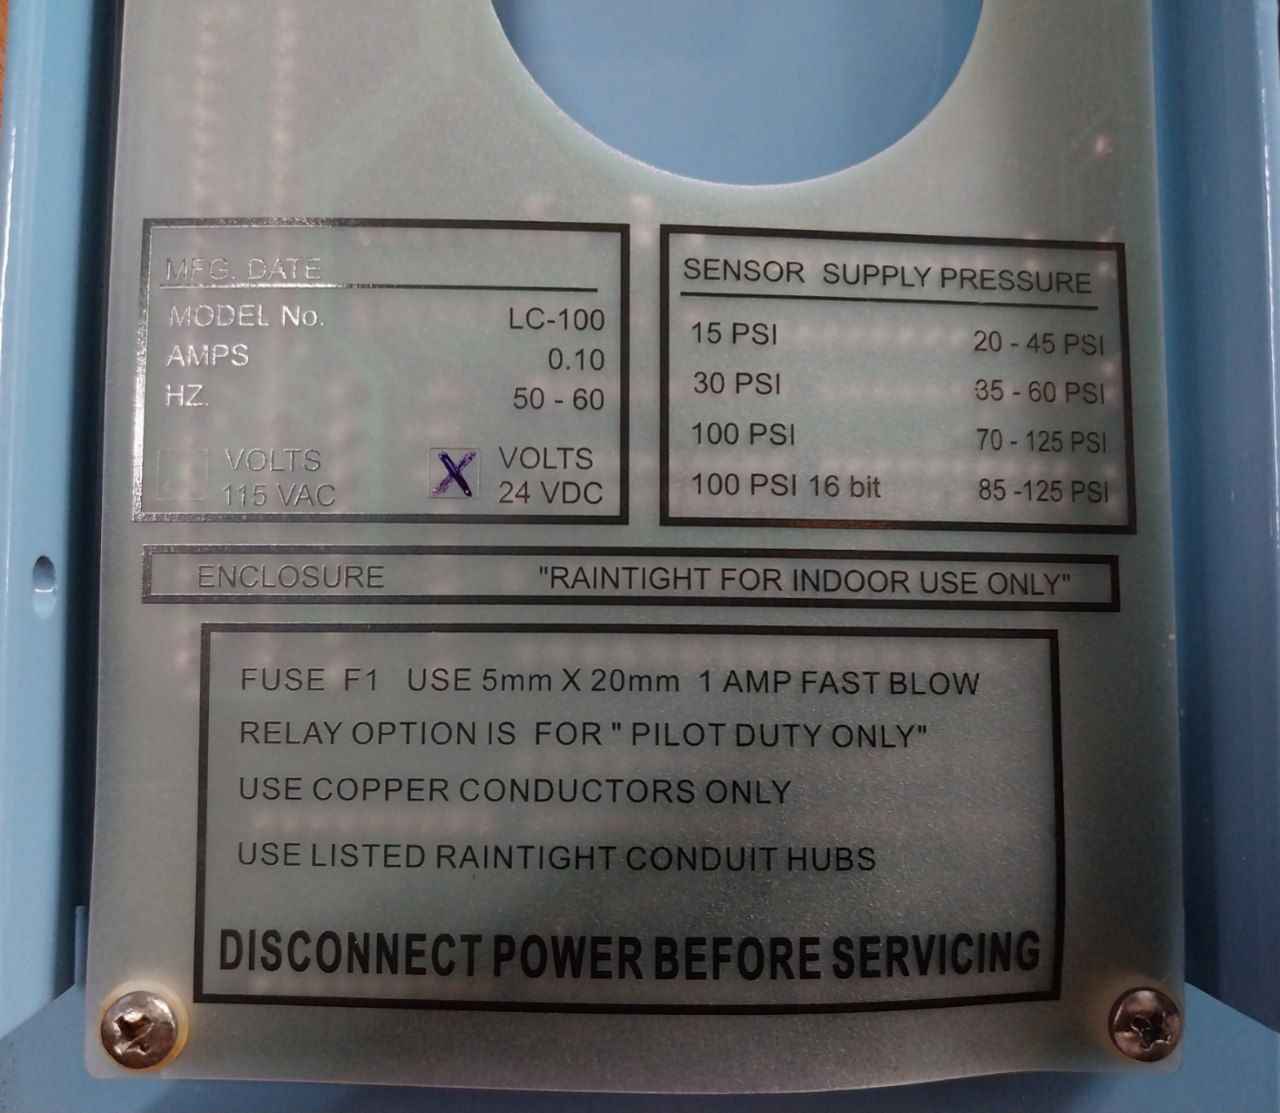 MFG. DATE
MODEL No. LC-100
AMPS 0.10
HZ. 50 - 60
VOLTS
115 VAC
X VOLTS
24 VDC
SENSOR SUPPLY PRESSURE
15 PSI 20 - 45 PSI
30 PSI 35 - 60 PSI
100 PSI 70 - 125 PSI
100 PSI 16 bit 85 -125 PSI
ENCLOSURE "RAINTIGHT FOR INDOOR USE ONLY"
FUSE F1 USE 5mm X 20mm 1 AMP FAST BLOW
RELAY OPTION IS FOR " PILOT DUTY ONLY"
USE COPPER CONDUCTORS ONLY
USE LISTED RAINTIGHT CONDUIT HUBS
DISCONNECT POWER BEFORE SERVICING